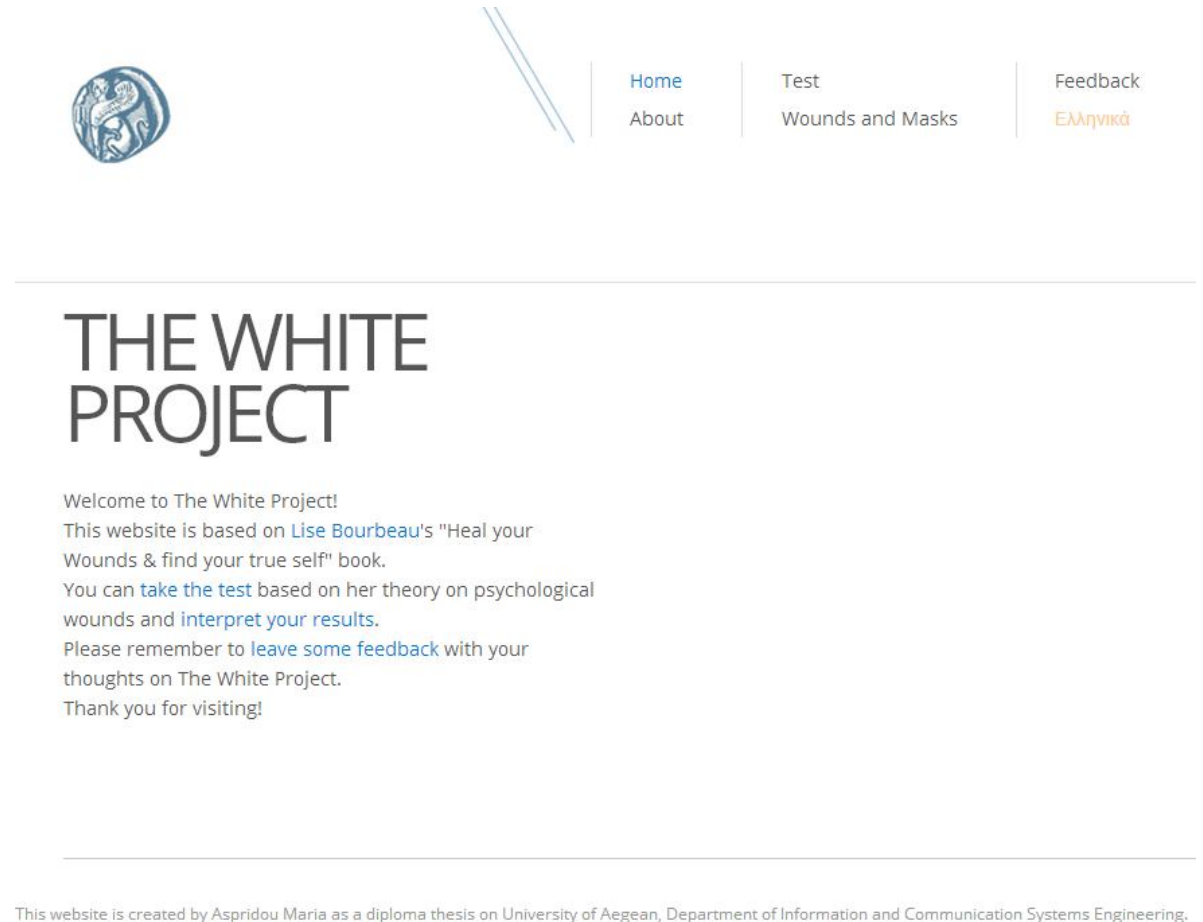 Home
About
Test
Wounds and Masks
Feedback
Ελληνικά
THE WHITE
PROJECT
Welcome to The White Project!
This website is based on Lise Bourbeau's "Heal your
Wounds & find your true self" book.
You can take the test based on her theory on psychological
wounds and interpret your results.
Please remember to leave some feedback with your
thoughts on The White Project.
Thank you for visiting!
This website is created by Aspridou Maria as a diploma thesis on University of Aegean, Department of Information and Communication Systems Engineering.